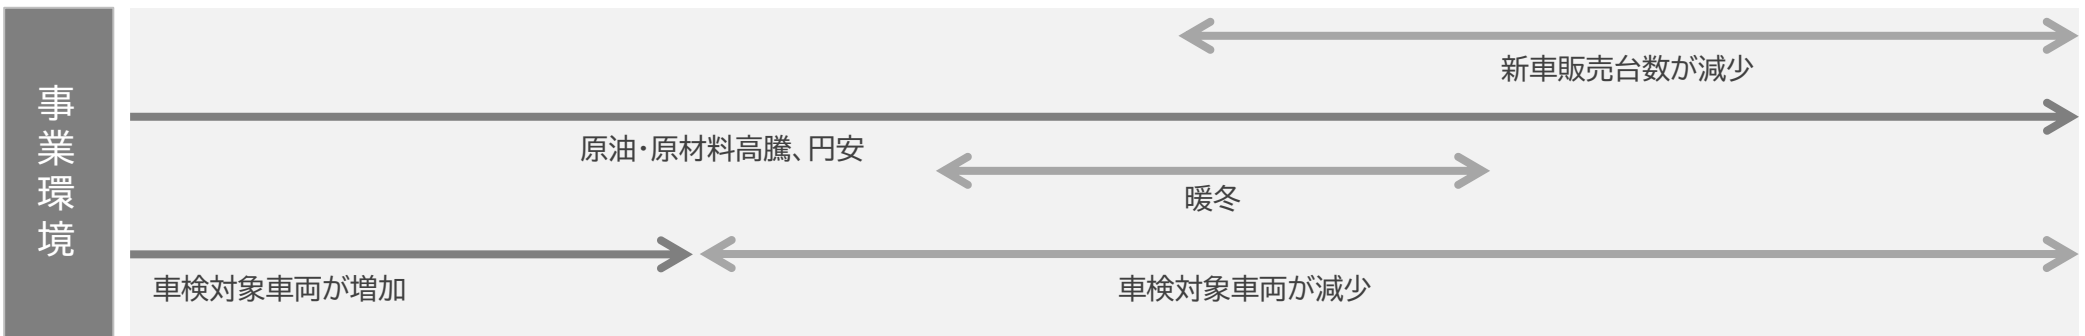 事業環境
新車販売台数が減少
原油・原材料高騰、円安
暖冬
車検対象車両が増加
車検対象車両が減少